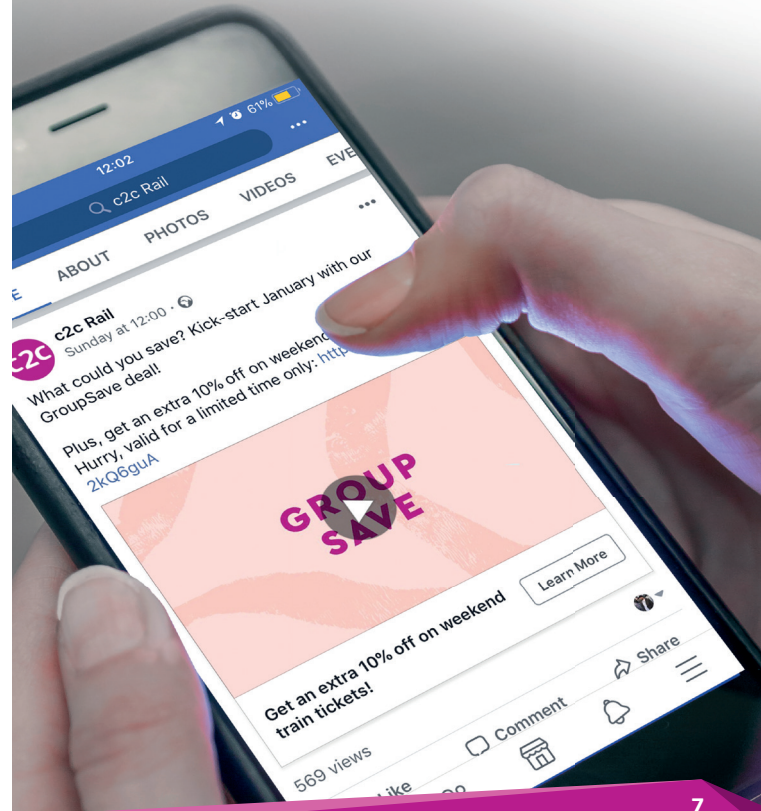 61%
12:02
c2c Rail
ABOUT
PHOTOS
VIDEOS
c2c
c2c Rail
Sunday at 12:00
What could you save? Kick-start January with our
GroupSave deal!
Plus, get an extra 10% off on weekend
Hurry, valid for a limited time only:
2kQ6guA
GROUP
SAVE
Get an extra 10% off on weekend
train tickets!
Learn More
569 views
Comment
Share
7